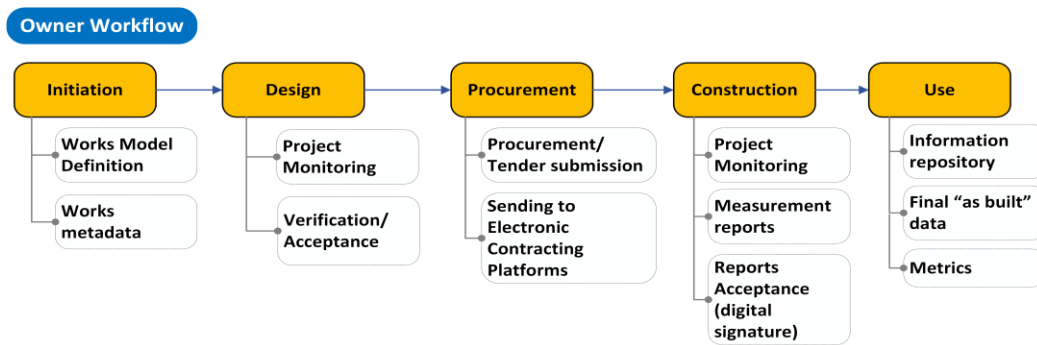 Owner Workflow
Initiation
Design
Procurement
Construction
Use
Works Model
Definition
Works
metadata
Project
Monitoring
Verification/
Acceptance
Procurement/
Tender submission
Sending to
Electronic
Contracting
Platforms
Project
Monitoring
Measurement
reports
Reports
Acceptance
(digital
signature)
Information
repository
Final “as built”
data
Metrics